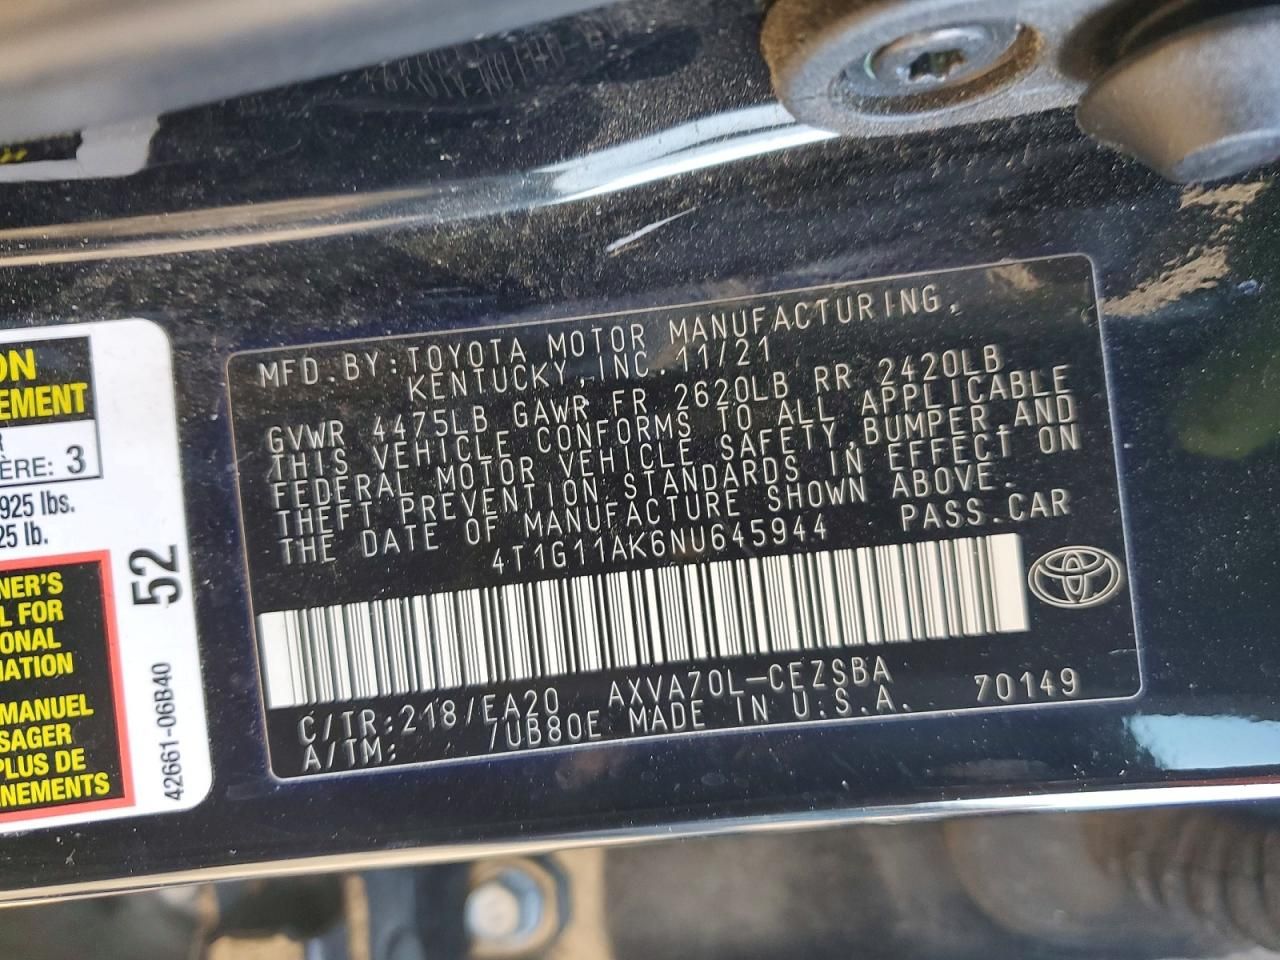 MFD.BY:TOYOTA MOTOR MANUFACTURING,
KENTUCKY,INC. 11/21
GVWR 4475LB GAWR FR 2620LB RR 2420LB
THIS VEHICLE CONFORMS TO ALL APPLICABLE
FEDERAL MOTOR VEHICLE SAFETY,BUMPER,AND
THEFT PREVENTION STANDARDS IN EFFECT ON
THE DATE OF MANUFACTURE SHOWN ABOVE.
4T1G11AK6NU645944 PASS.CAR
C/TR:218/EA20 AXVA70L-CEZSBA 70149
A/TM: /UB80E MADE IN U.S.A.
ON
EMENT
R
ERE: 3
925 lbs.
25 lb.
NER'S
L FOR
ONAL
MATION
MANUEL
SAGER
PLUS DE
NEMENTS
52
42661-06B40